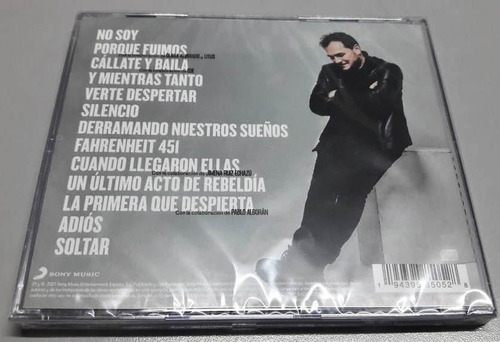 NO SOY
PORQUE FUIMOS
CÁLLATE Y BAILA
Y MIENTRAS TANTO
VERTE DESPERTAR
SILENCIO
DERRAMANDO NUESTROS SUEÑOS
FAHRENHEIT 451
CUANDO LLEGARON ELLAS
Con la colaboración de JIMENA RUIZ ECHAZÚ
UN ÚLTIMO ACTO DE REBELDÍA
LA PRIMERA QUE DESPIERTA
Con la colaboración de PABLO ALBORÁN
ADIÓS
SOLTAR
SONY MUSIC